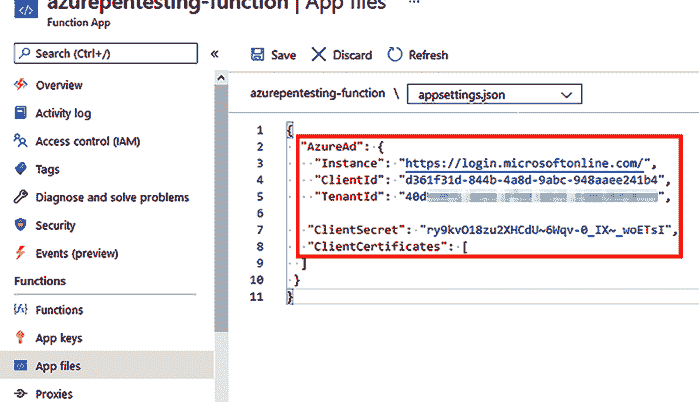 azurepentesting-function | App files ...
Function App
Search (Ctrl+/)
«
Save
Discard
Refresh
Overview
Activity log
Access control (IAM)
Tags
Diagnose and solve problems
Security
Events (preview)
Functions
Functions
App keys
App files
Proxies
azurepentesting-function \ appsettings.json
1 {
2 "AzureAd": {
3 "Instance": "https://login.microsoftonline.com/",
4 "ClientId": "d361f31d-844b-4a8d-9abc-948aaee241b4",
5 "TenantId": "40d",
6
7 "ClientSecret": "ry9kvO18zu2XHCdU~6Wqv-0_IX~_woETsI",
8 "ClientCertificates": [
9 ]
10 }
11 }